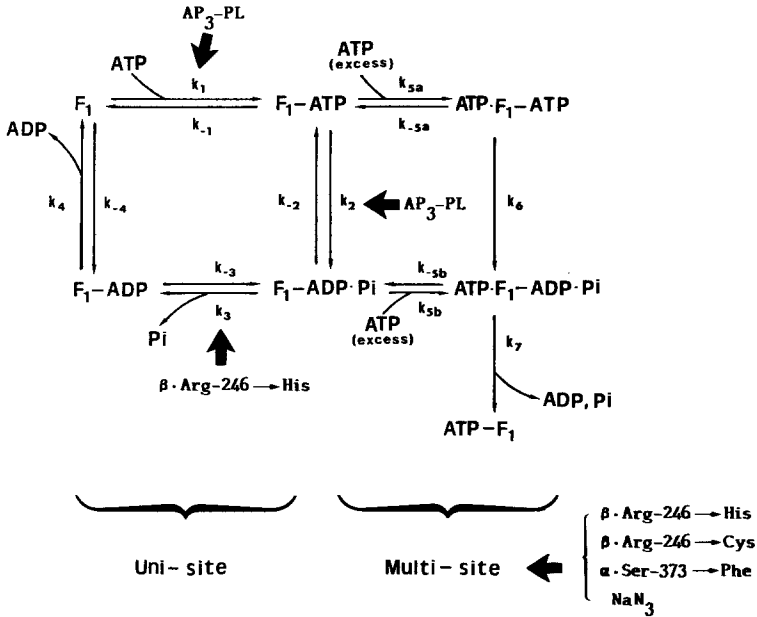 AP3-PL
ATP k1 ATP (excess) k5a
F1 F1-ATP ATP·F1-ATP
k-1 k-5a
ADP
k4 k-4 k-2 k2 AP3-PL k6
k-3 k-5b
F1-ADP F1-ADP·Pi ATP·F1-ADP·Pi
k3 k5b
Pi ATP (excess) k7
β·Arg-246→His
ADP, Pi
ATP-F1
Uni-site Multi-site
β·Arg-246→His
β·Arg-246→Cys
α·Ser-373→Phe
NaN3